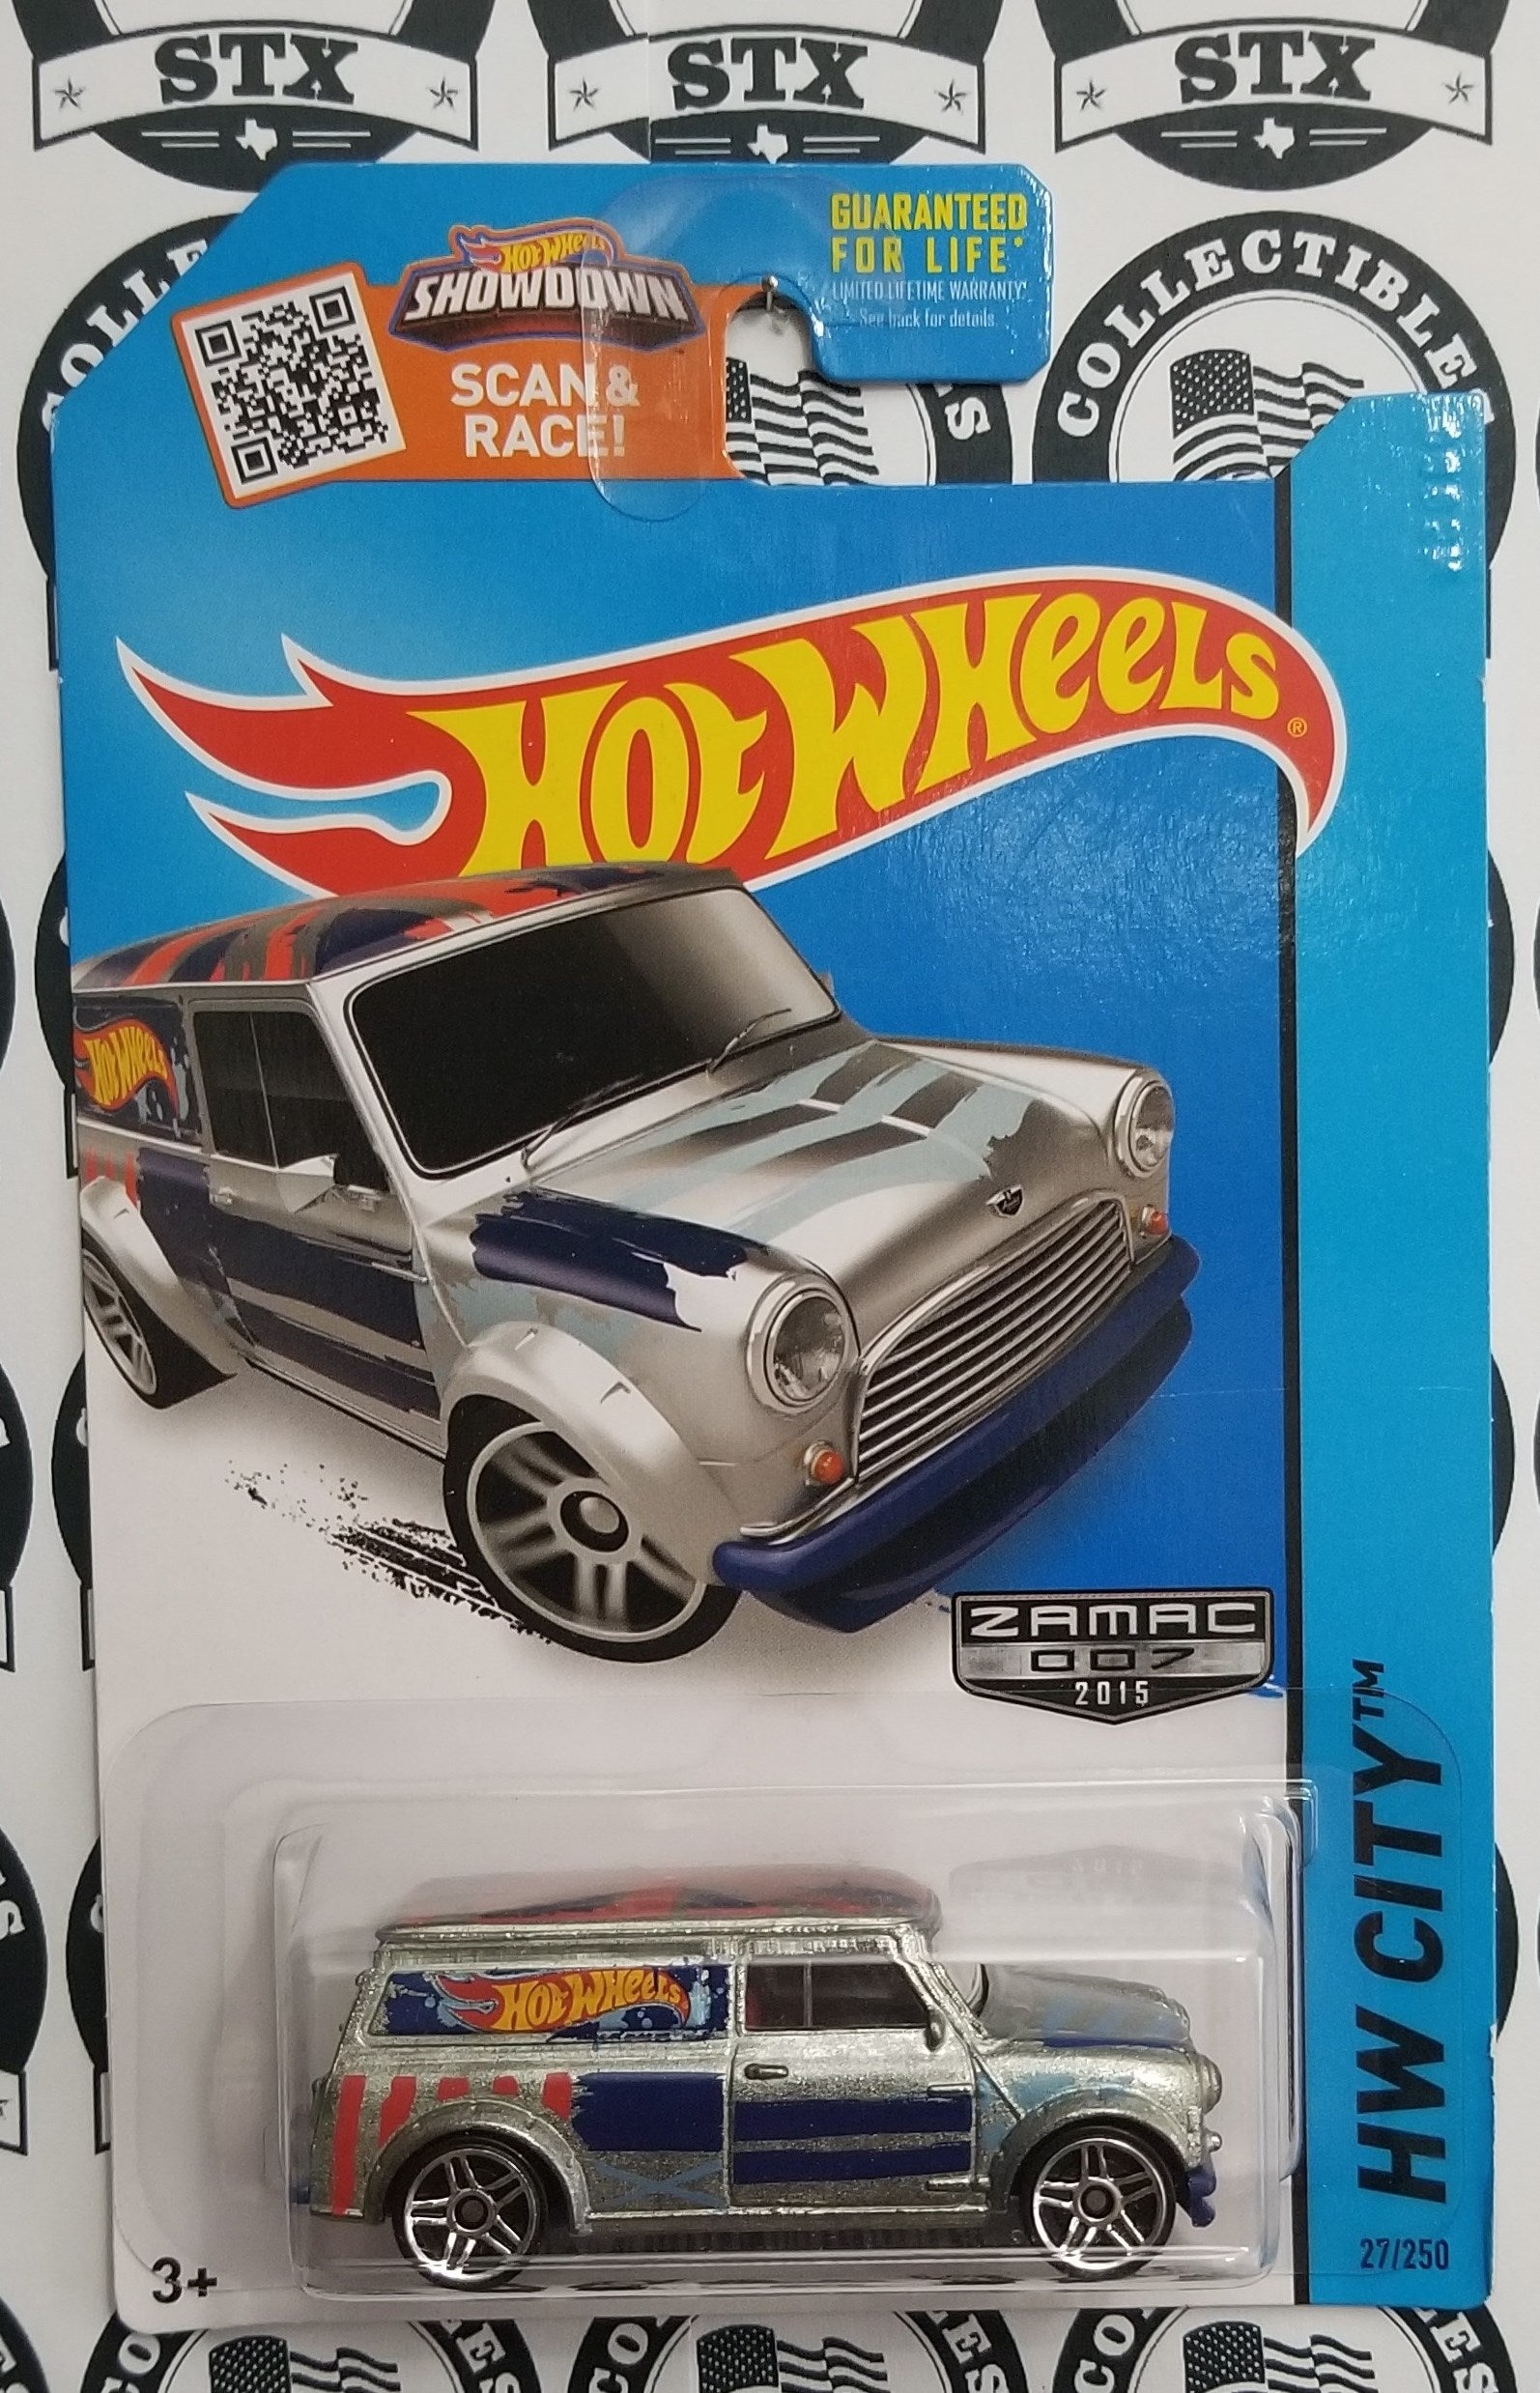 STX
STX
STX
COLLECTIBLES
HOT WHEELS
SHOWDOWN
SCAN &
RACE!
GUARANTEED
FOR LIFE*
LIMITED LIFETIME WARRANTY
See back for details.
HOT WHEELS®
HOT WHEELS
ZAMAC
007
2015
HOT WHEELS
HW CITY™
27/250
3+